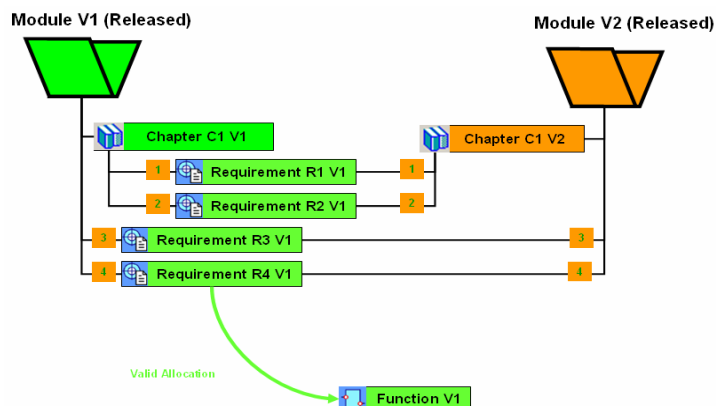 Module V1 (Released)
Module V2 (Released)
Chapter C1 V1
Chapter C1 V2
1 Requirement R1 V1 1
2 Requirement R2 V1 2
3 Requirement R3 V1 3
4 Requirement R4 V1 4
Valid Allocation
Function V1